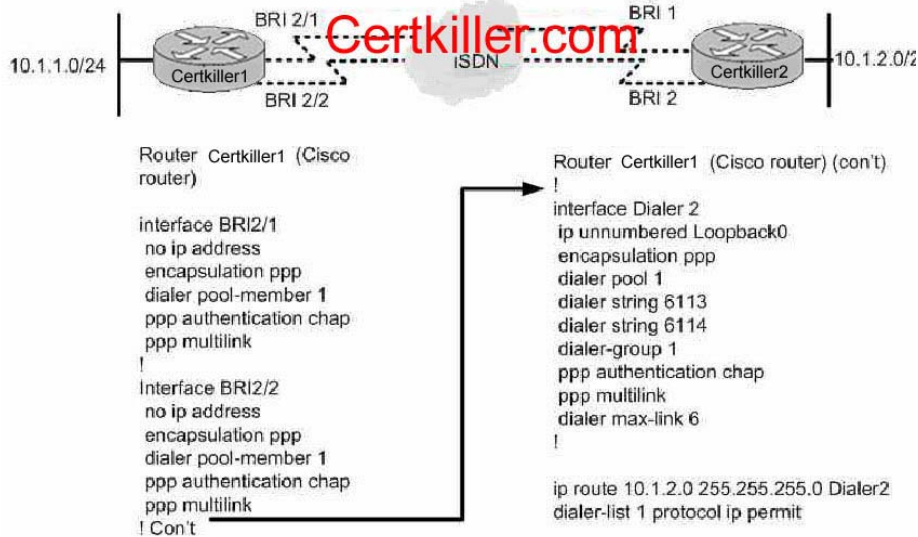 Certkiller.com
BRI 2/1
BRI 1
10.1.1.0/24
Certkiller1
ISDN
Certkiller2
10.1.2.0/2
BRI 2/2
BRI 2
Router Certkiller1 (Cisco
router)
interface BRI2/1
no ip address
encapsulation ppp
dialer pool-member 1
ppp authentication chap
ppp multilink
!
Interface BRI2/2
no ip address
encapsulation ppp
dialer pool-member 1
ppp authentication chap
ppp multilink
! Con't
Router Certkiller1 (Cisco router) (con't)
!
interface Dialer 2
ip unnumbered Loopback0
encapsulation ppp
dialer pool 1
dialer string 6113
dialer string 6114
dialer-group 1
ppp authentication chap
ppp multilink
dialer max-link 6
!
ip route 10.1.2.0 255.255.255.0 Dialer2
dialer-list 1 protocol ip permit